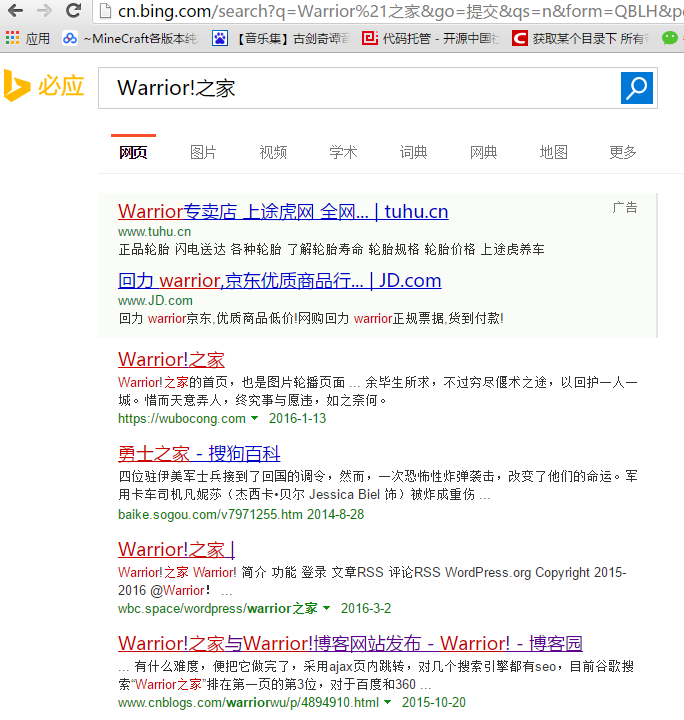 cn.bing.com/search?q=Warrior%21之家&go=提交&qs=n&form=QBLH&p
应用 ~MineCraft各版本纯 【音乐集】古剑奇谭音 代码托管 - 开源中国社 获取某个目录下 所有
必应 Warrior!之家
网页 图片 视频 学术 词典 网典 地图 更多
Warrior专卖店 上途虎网 全网... | tuhu.cn 广告
www.tuhu.cn
正品轮胎 闪电送达 各种轮胎 了解轮胎寿命 轮胎规格 轮胎价格 上途虎养车
回力 warrior,京东优质商品行... | JD.com
www.JD.com
回力 warrior京东,优质商品低价!网购回力 warrior正规票据,货到付款!
Warrior!之家
Warrior!之家的首页，也是图片轮播页面 ... 余毕生所求，不过穷尽偃术之途，以回护一人一
城。惜而天意弄人，终究事与愿违，如之奈何。
https://wubocong.com 2016-1-13
勇士之家 - 搜狗百科
四位驻伊美军士兵接到了回国的调令，然而，一次恐怖性炸弹袭击，改变了他们的命运。军
用卡车司机凡妮莎（杰西卡•贝尔 Jessica Biel 饰）被炸成重伤 ...
baike.sogou.com/v7971255.htm 2014-8-28
Warrior!之家 |
Warrior!之家 Warrior! 简介 功能 登录 文章RSS 评论RSS WordPress.org Copyright 2015-
2016 @Warrior！ ...
wbc.space/wordpress/warrior之家 2016-3-2
Warrior!之家与Warrior!博客网站发布 - Warrior! - 博客园
... 有什么难度，便把它做完了，采用ajax页内跳转，对几个搜索引擎都有seo，目前谷歌搜
索“Warrior之家”排在第一页的第3位，对于百度和360 ...
www.cnblogs.com/warriorwu/p/4894910.html 2015-10-20